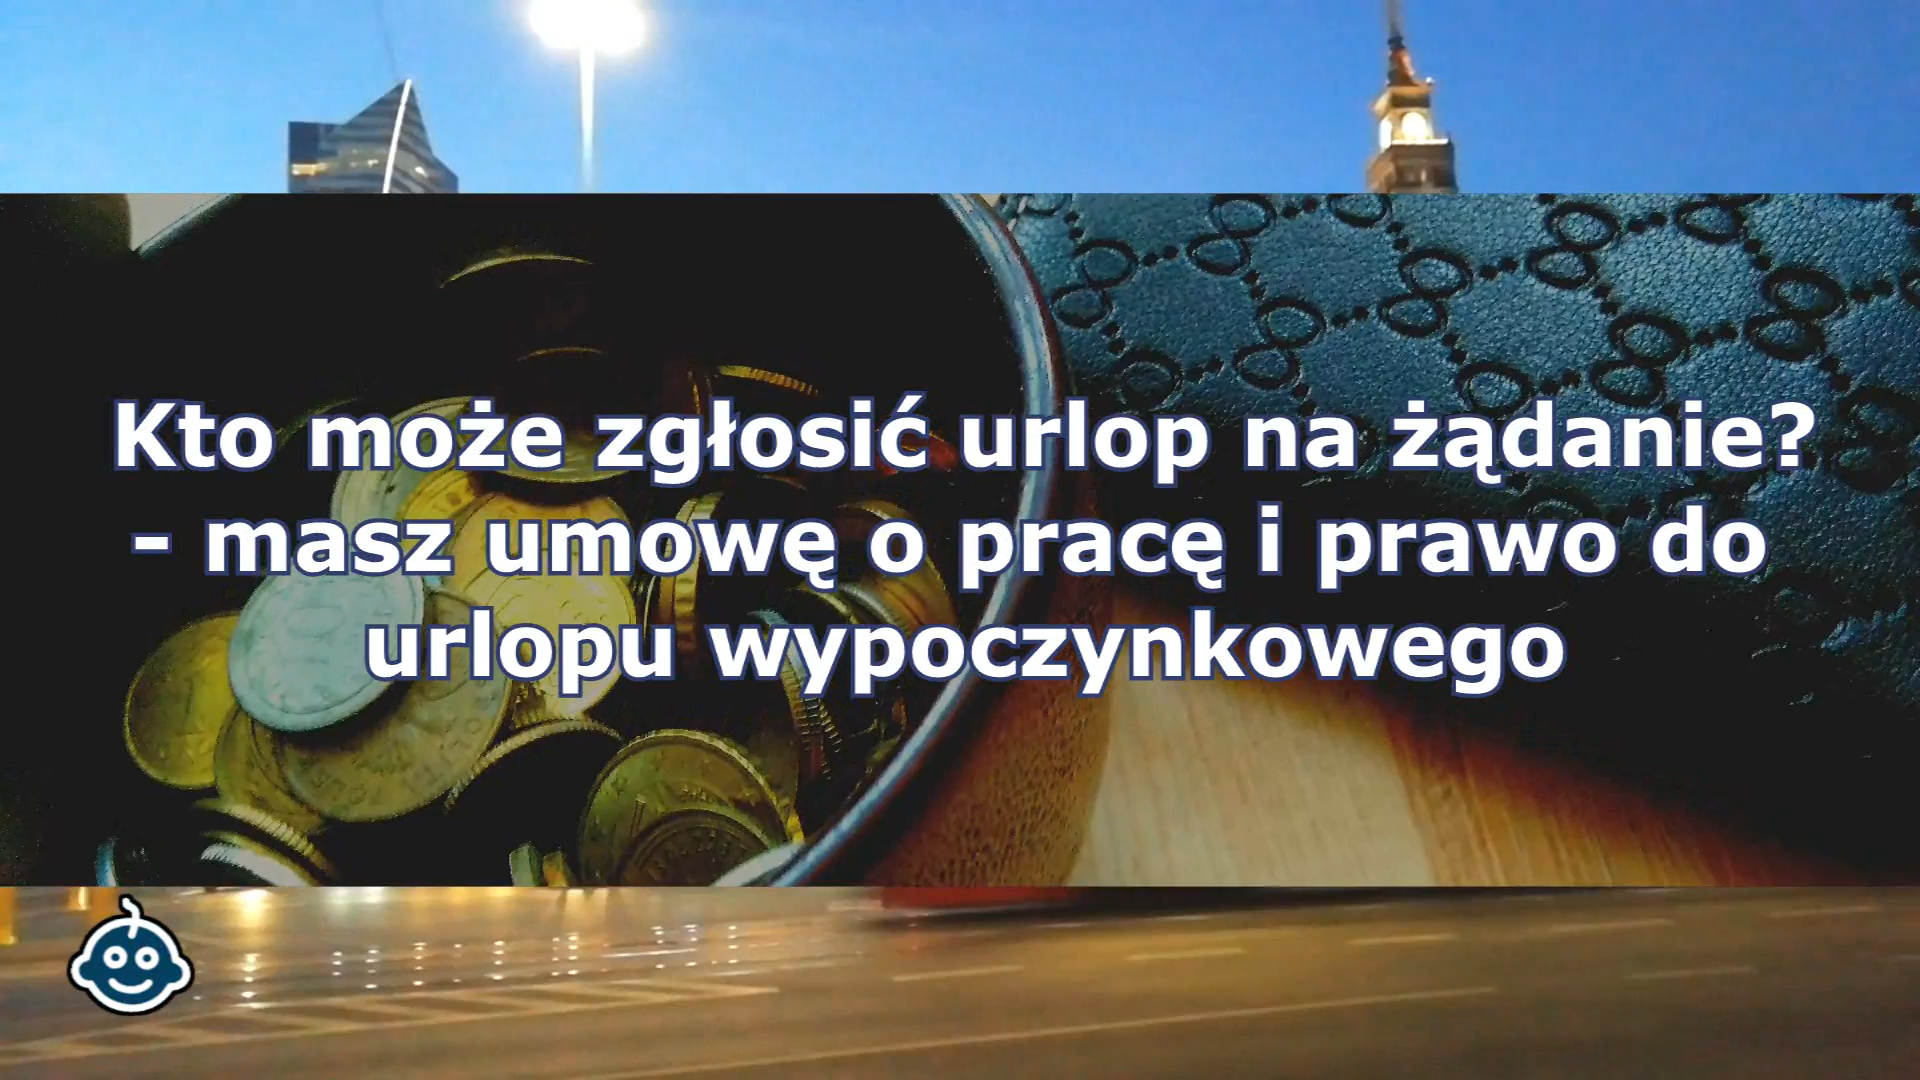 Kto może zgłosić urlop na żądanie?
- masz umowę o pracę i prawo do
urlopu wypoczynkowego